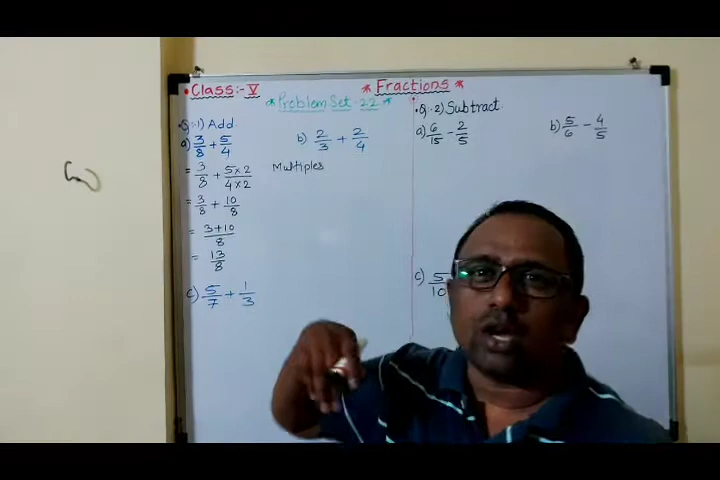 • Class:- V
* Fractions *
* Problem Set - 22 *
• Q:-1) Add.
a) 3/8 + 5/4
= 3/8 + 5×2/4×2
= 3/8 + 10/8
= 3+10/8
= 13/8
b) 2/3 + 2/4
Multiples
c) 5/7 + 1/3
• Q:-2) Subtract.
a) 6/15 - 2/5
b) 5/6 - 4/5
c) 5/10